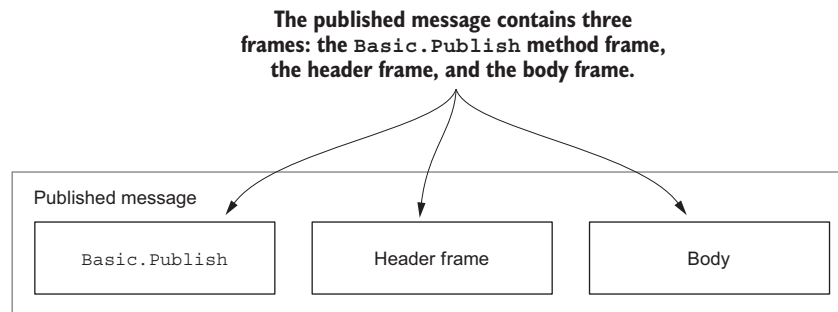 The published message contains three
frames: the Basic.Publish method frame,
the header frame, and the body frame.
Published message
Basic.Publish
Header frame
Body